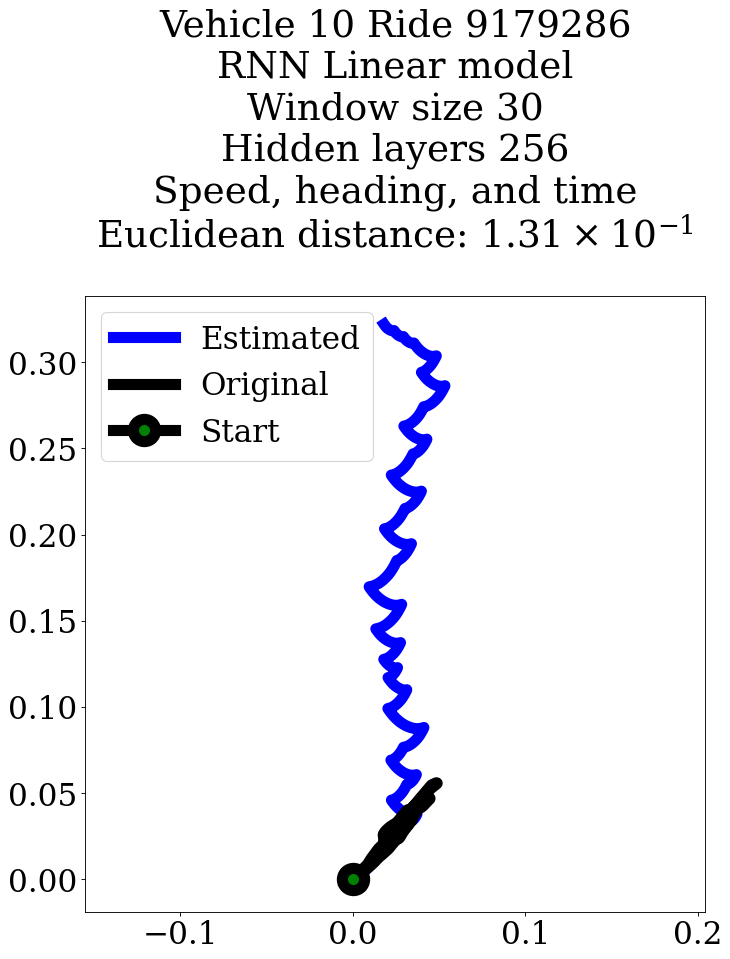 Vehicle 10 Ride 9179286
RNN Linear model
Window size 30
Hidden layers 256
Speed, heading, and time
Euclidean distance: 1.31 × 10⁻¹
Estimated
Original
Start
0.30
0.25
0.20
0.15
0.10
0.05
0.00
−0.1 0.0 0.1 0.2